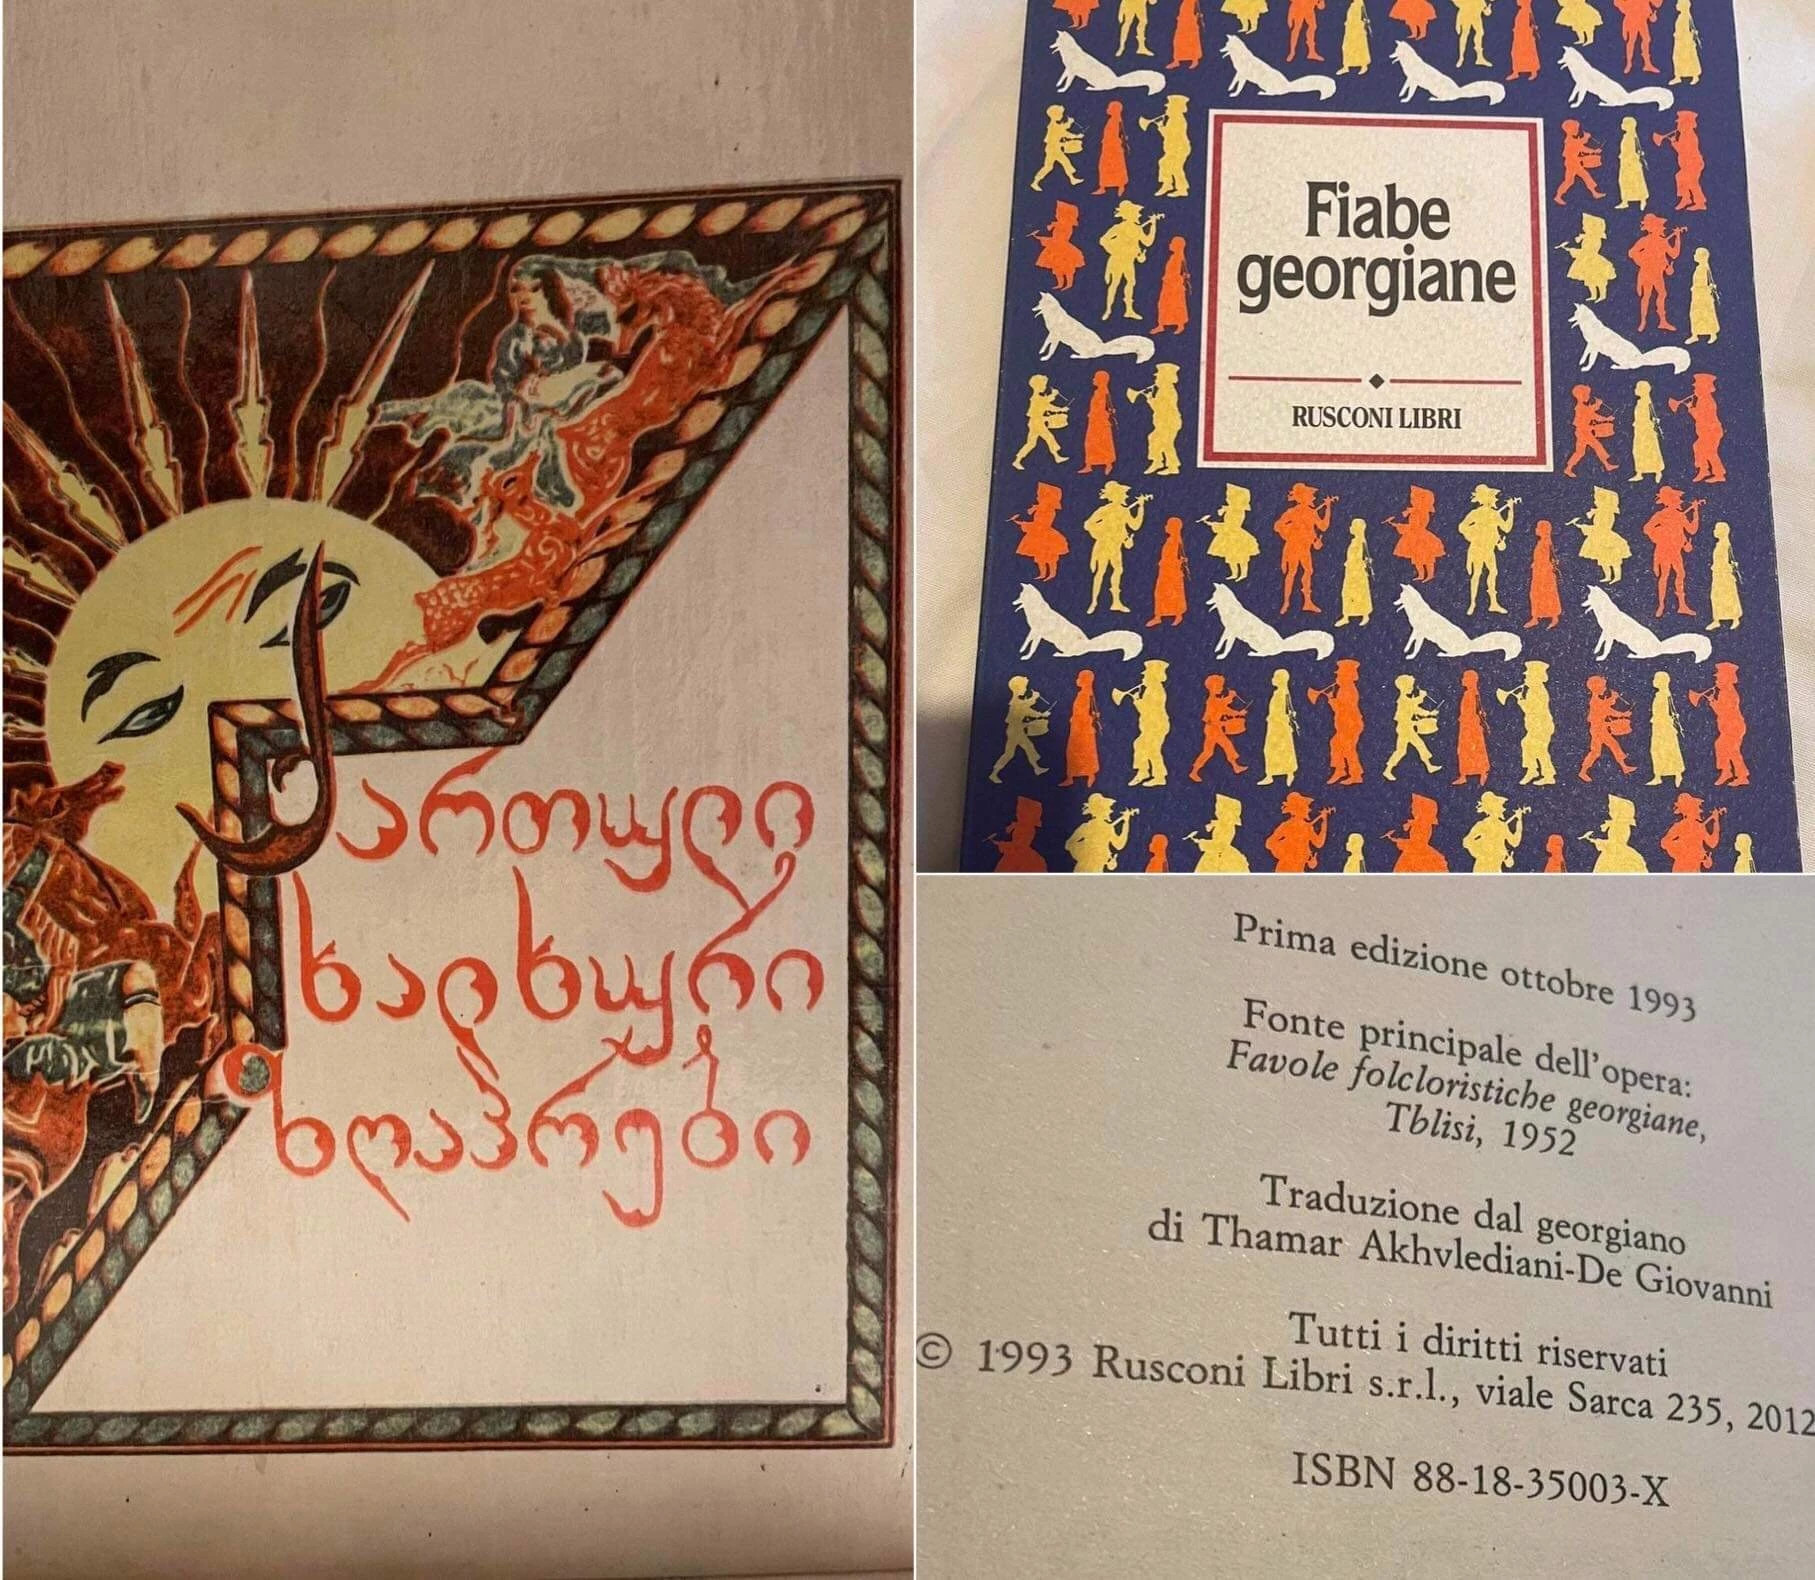 ქართული
ხალხური
ზღაპრები
Fiabe
georgiane
RUSCONI LIBRI
Prima edizione ottobre 1993
Fonte principale dell'opera:
Favole folcloristiche georgiane,
Tblisi, 1952
Traduzione dal georgiano
di Thamar Akhvlediani-De Giovanni
Tutti i diritti riservati
© 1993 Rusconi Libri s.r.l., viale Sarca 235, 2012
ISBN 88-18-35003-X